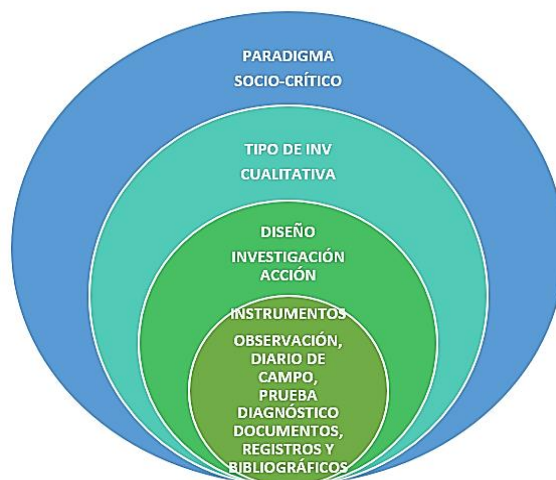 PARADIGMA
SOCIO-CRÍTICO
TIPO DE INV
CUALITATIVA
DISEÑO
INVESTIGACIÓN
ACCIÓN
INSTRUMENTOS
OBSERVACIÓN,
DIARIO DE
CAMPO,
PRUEBA
DIAGNÓSTICO
DOCUMENTOS,
REGISTROS Y
BIBLIOGRÁFICOS